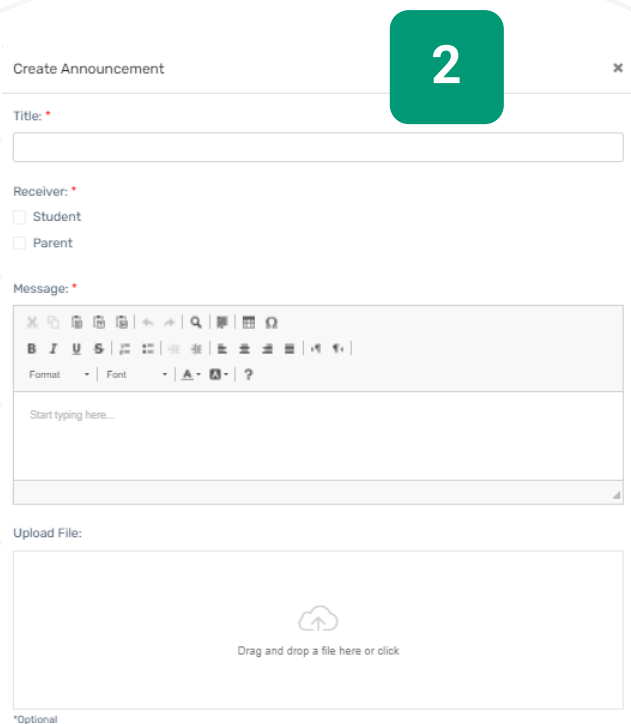 2
Create Announcement ×
Title: *
Receiver: *
Student
Parent
Message: *
B I U S
Format Font A A ?
Start typing here...
Upload File:
Drag and drop a file here or click
*Optional